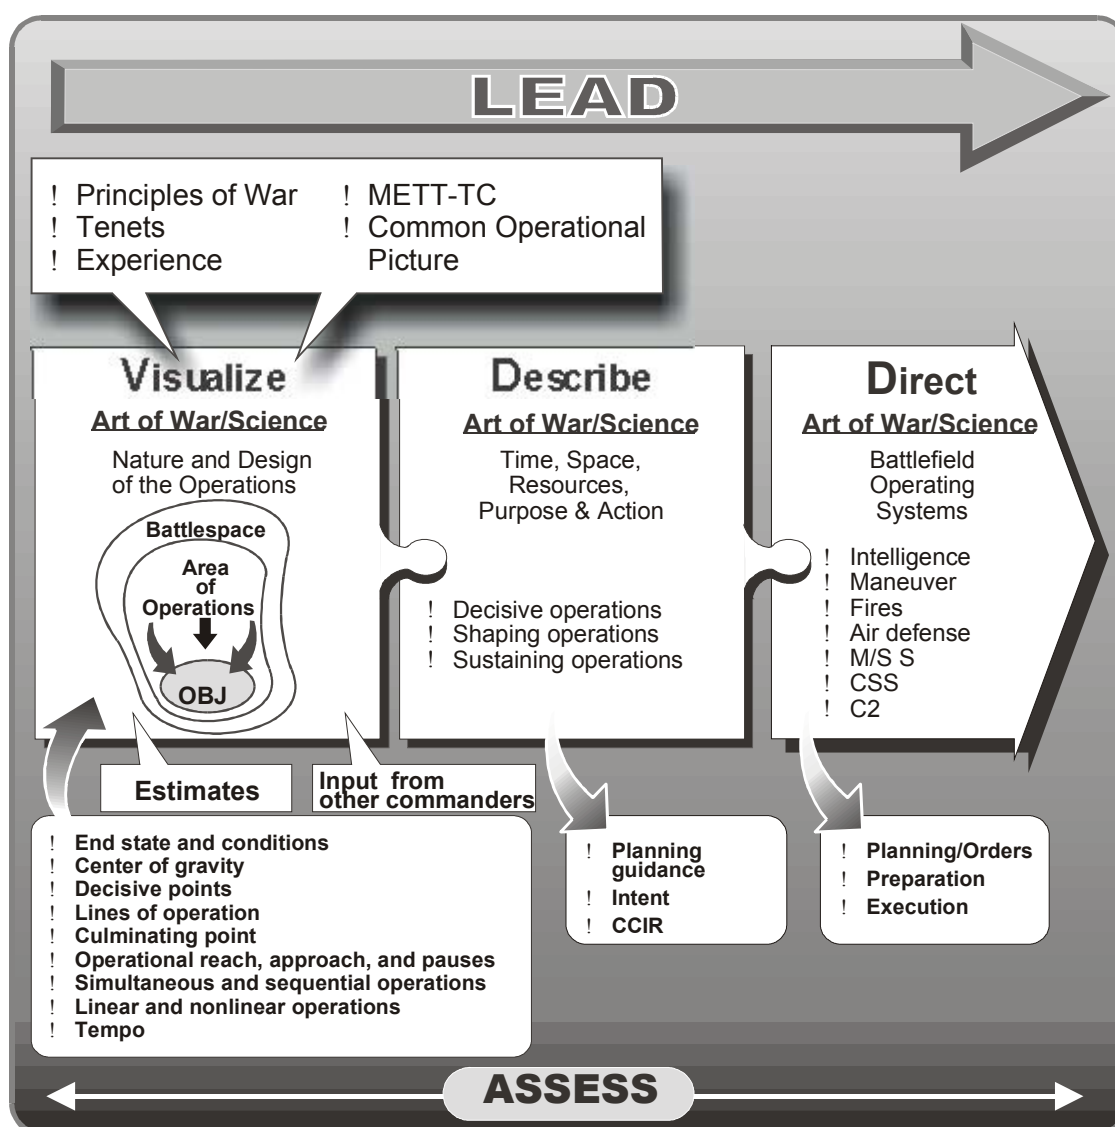 LEAD
! Principles of War
! Tenets
! Experience
! METT-TC
! Common Operational
Picture
Visualize
Art of War/Science
Nature and Design
of the Operations
Battlespace
Area
of
Operations
OBJ
Describe
Art of War/Science
Time, Space,
Resources,
Purpose & Action
! Decisive operations
! Shaping operations
! Sustaining operations
Direct
Art of War/Science
Battlefield
Operating
Systems
! Intelligence
! Maneuver
! Fires
! Air defense
! M/S S
! CSS
! C2
Estimates
Input from
other commanders
! End state and conditions
! Center of gravity
! Decisive points
! Lines of operation
! Culminating point
! Operational reach, approach, and pauses
! Simultaneous and sequential operations
! Linear and nonlinear operations
! Tempo
! Planning
guidance
! Intent
! CCIR
! Planning/Orders
! Preparation
! Execution
ASSESS